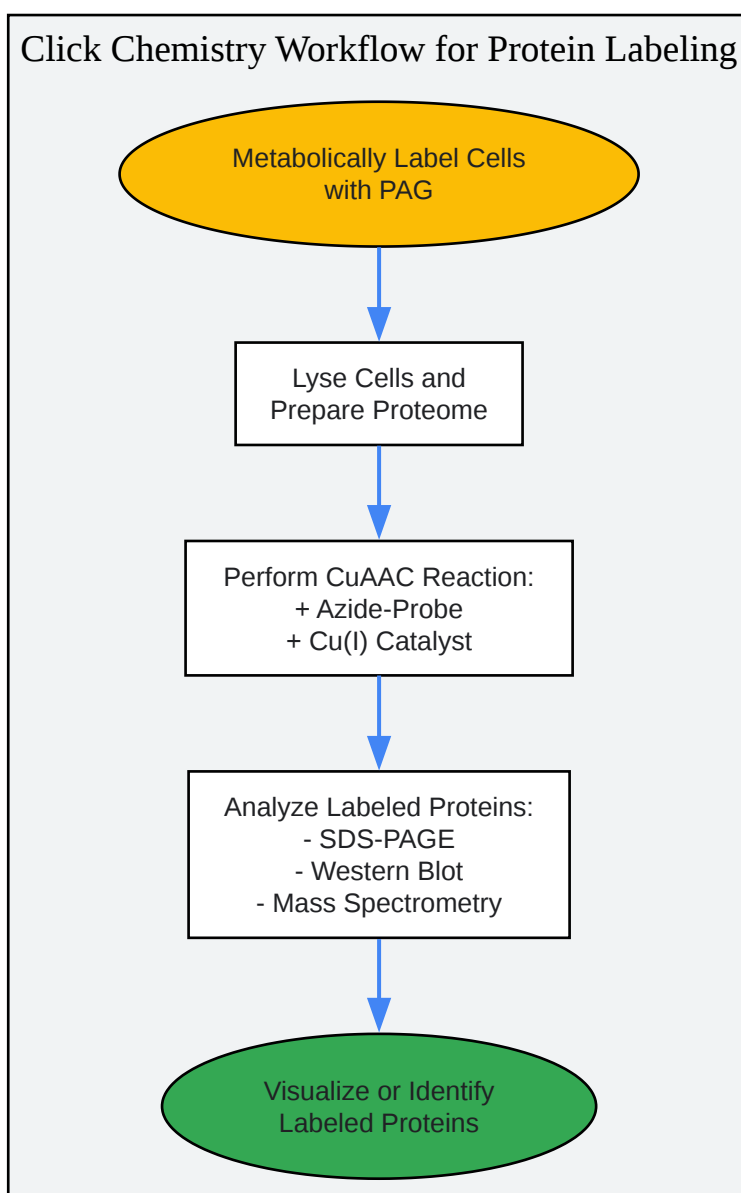 Click Chemistry Workflow for Protein Labeling
Metabolically Label Cells
with PAG
Lyse Cells and
Prepare Proteome
Perform CuAAC Reaction:
+ Azide-Probe
+ Cu(I) Catalyst
Analyze Labeled Proteins:
- SDS-PAGE
- Western Blot
- Mass Spectrometry
Visualize or Identify
Labeled Proteins